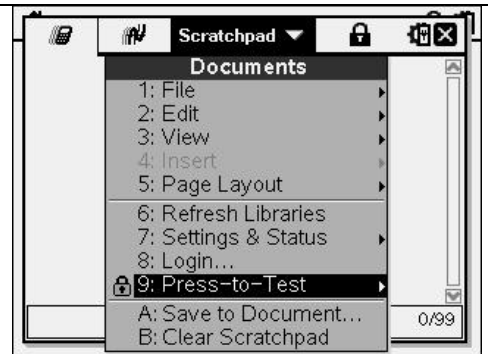 Scratchpad
Documents
1: File
2: Edit
3: View
4: Insert
5: Page Layout
6: Refresh Libraries
7: Settings & Status
8: Login...
9: Press-to-Test
A: Save to Document...
B: Clear Scratchpad
0/99